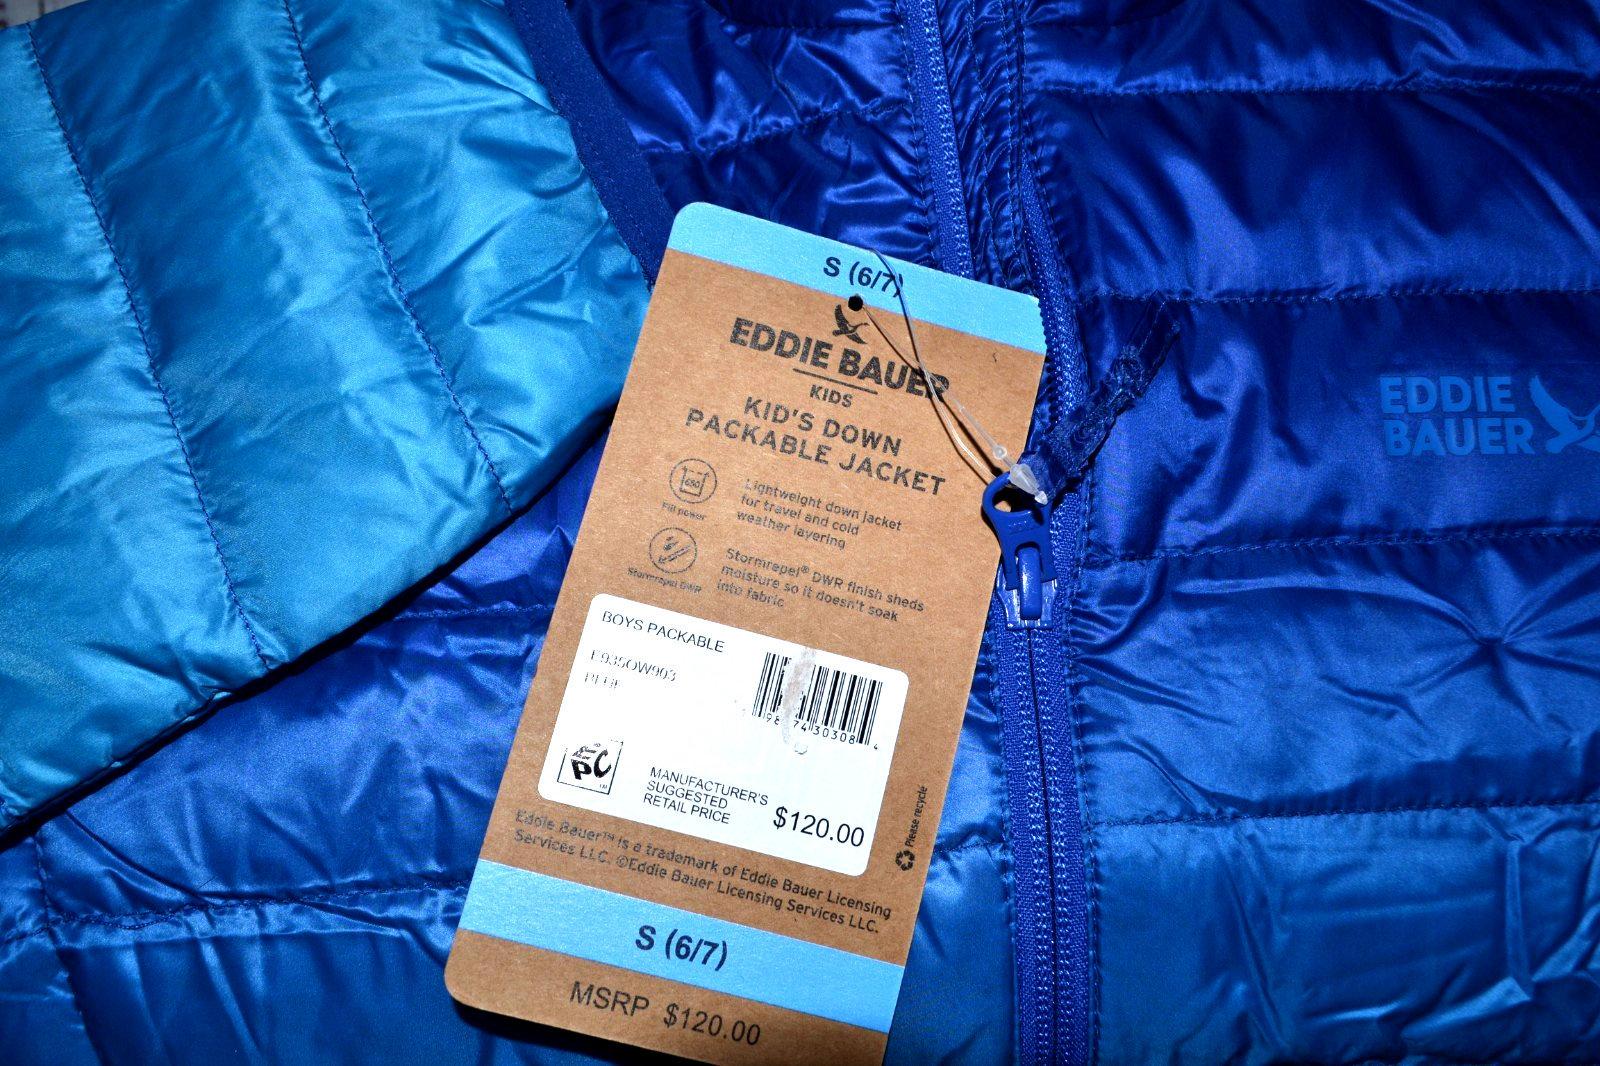 S (6/7)
EDDIE BAUER
KIDS
KID'S DOWN
PACKABLE JACKET
650
Fill power
Lightweight down jacket
for travel and cold
weather layering
Stormrepel DWR
Stormrepel® DWR finish sheds
moisture so it doesn't soak
into fabric
BOYS PACKABLE
F935OW903
BLUE
MANUFACTURER'S
SUGGESTED
RETAIL PRICE
$120.00
Please recycle
Eddie Bauer™ is a trademark of Eddie Bauer Licensing
Services LLC. ©Eddie Bauer Licensing Services LLC.
S (6/7)
MSRP $120.00
EDDIE
BAUER